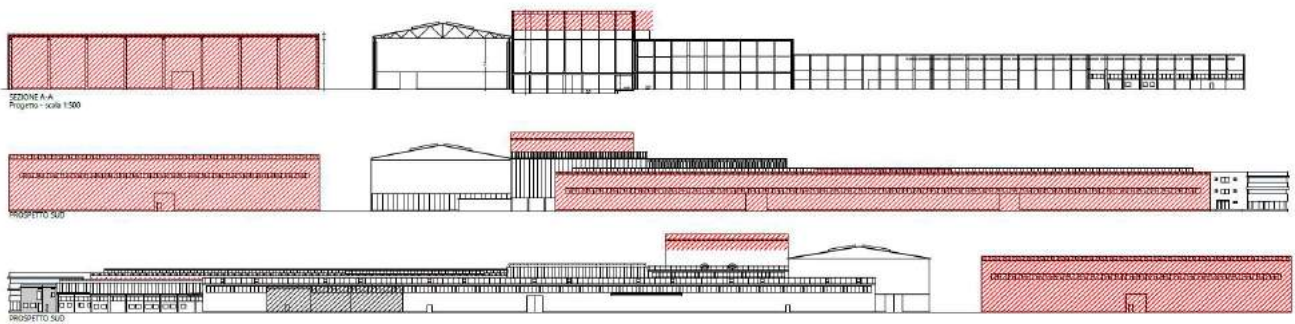 SEZIONE A-A
Progetto - scala 1:500
PROSPETTO SUD
PROSPETTO SUD